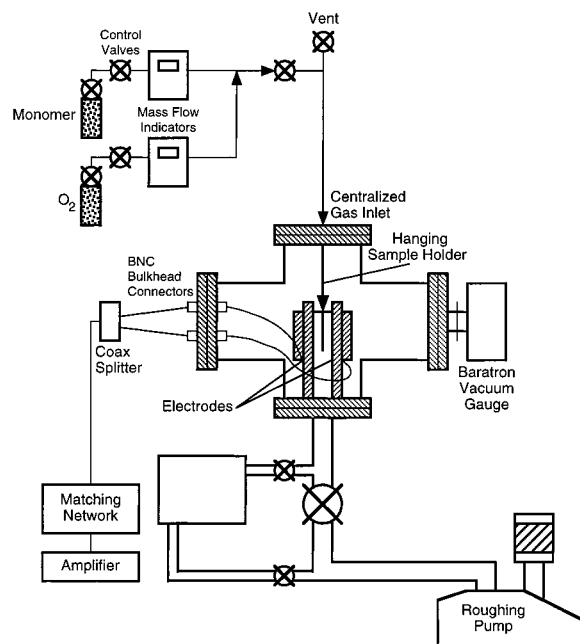 Vent
Control
Valves
Monomer
Mass Flow
Indicators
O2
Centralized
Gas Inlet
Hanging
Sample Holder
BNC
Bulkhead
Connectors
Coax
Splitter
Electrodes
Baratron
Vacuum
Gauge
Matching
Network
Amplifier
Roughing
Pump